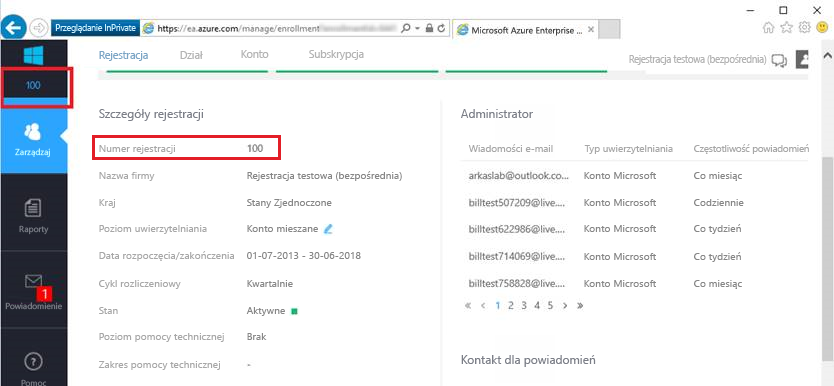 Przeglądanie InPrivate
https://ea.azure.com/manage/enrollment
Microsoft Azure Enterprise ...
100
Zarządzaj
Raporty
1
Powiadomienie
Pomoc
Rejestracja Dział Konto Subskrypcja
Rejestracja testowa (bezpośrednia)
Szczegóły rejestracji
Numer rejestracji 100
Nazwa firmy Rejestracja testowa (bezpośrednia)
Kraj Stany Zjednoczone
Poziom uwierzytelniania Konto mieszane
Data rozpoczęcia/zakończenia 01-07-2013 - 30-06-2018
Cykl rozliczeniowy Kwartalnie
Stan Aktywne
Poziom pomocy technicznej Brak
Zakres pomocy technicznej -
Administrator
Wiadomości e-mail Typ uwierzytelniania Częstotliwość powiadomień
arkaslab@outlook.co... Konto Microsoft Co miesiąc
billtest507209@live.... Konto Microsoft Codziennie
billtest622986@live.... Konto Microsoft Co tydzień
billtest714069@live.... Konto Microsoft Co tydzień
billtest758828@live.... Konto Microsoft Co miesiąc
« ‹ 1 2 3 4 5 › »
Kontakt dla powiadomień